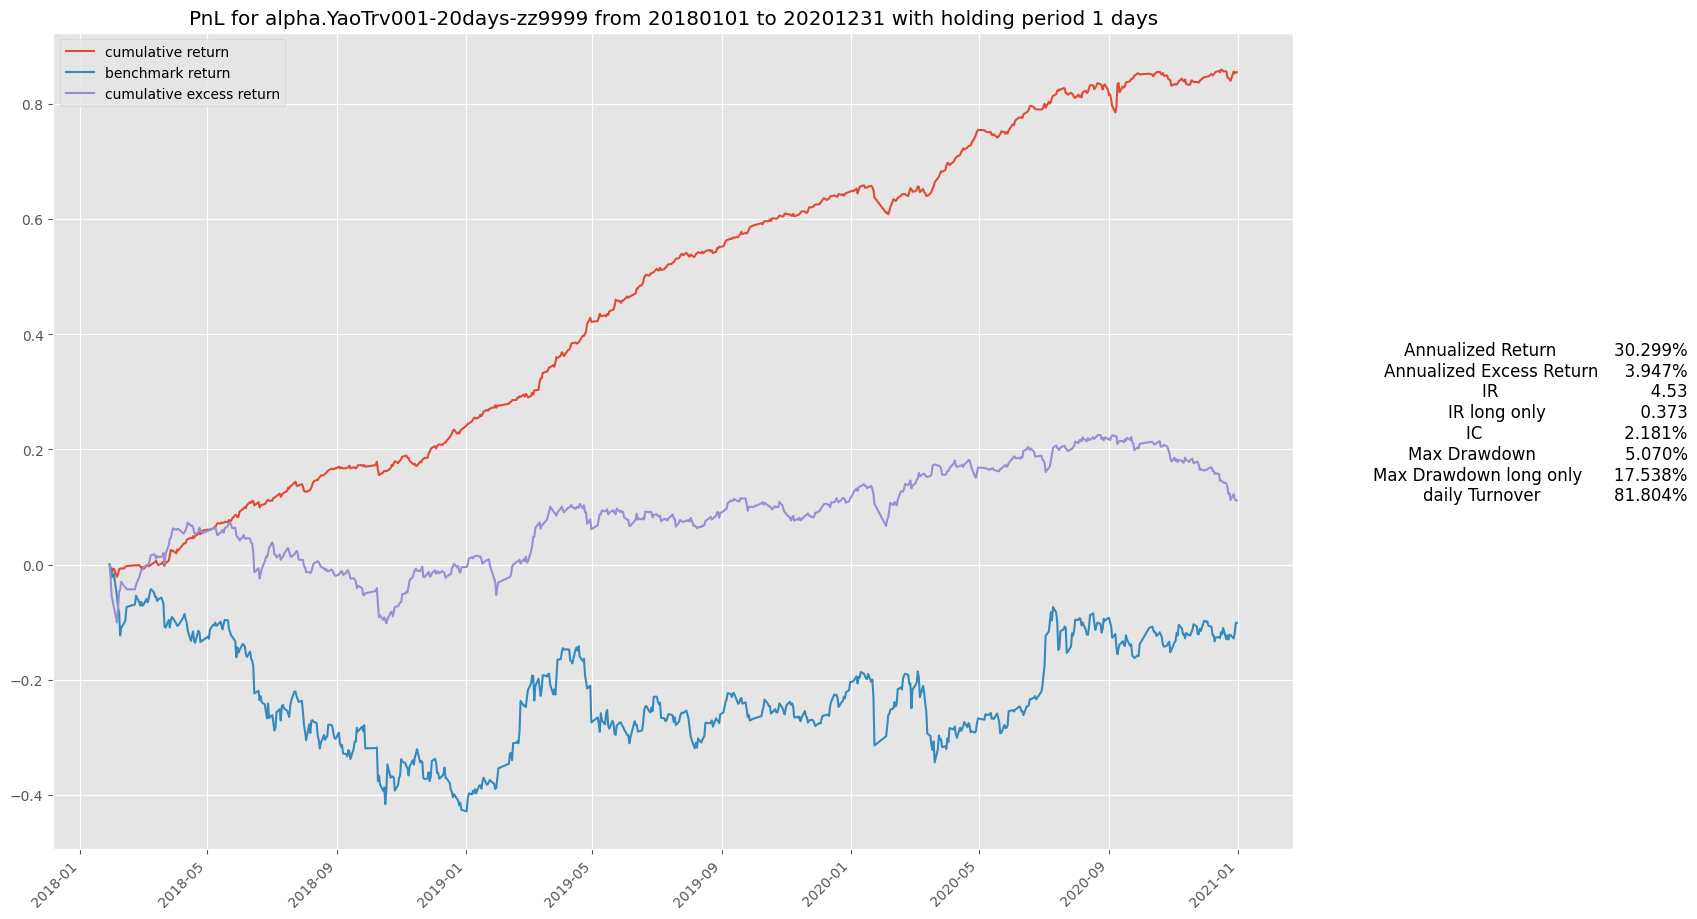 PnL for alpha.YaoTrv001-20days-zz9999 from 20180101 to 20201231 with holding period 1 days
cumulative return
benchmark return
cumulative excess return
0.8
0.6
0.4
0.2
0.0
−0.2
−0.4
2018-01
2018-05
2018-09
2019-01
2019-05
2019-09
2020-01
2020-05
2020-09
2021-01
Annualized Return 30.299%
Annualized Excess Return 3.947%
IR 4.53
IR long only 0.373
IC 2.181%
Max Drawdown 5.070%
Max Drawdown long only 17.538%
daily Turnover 81.804%